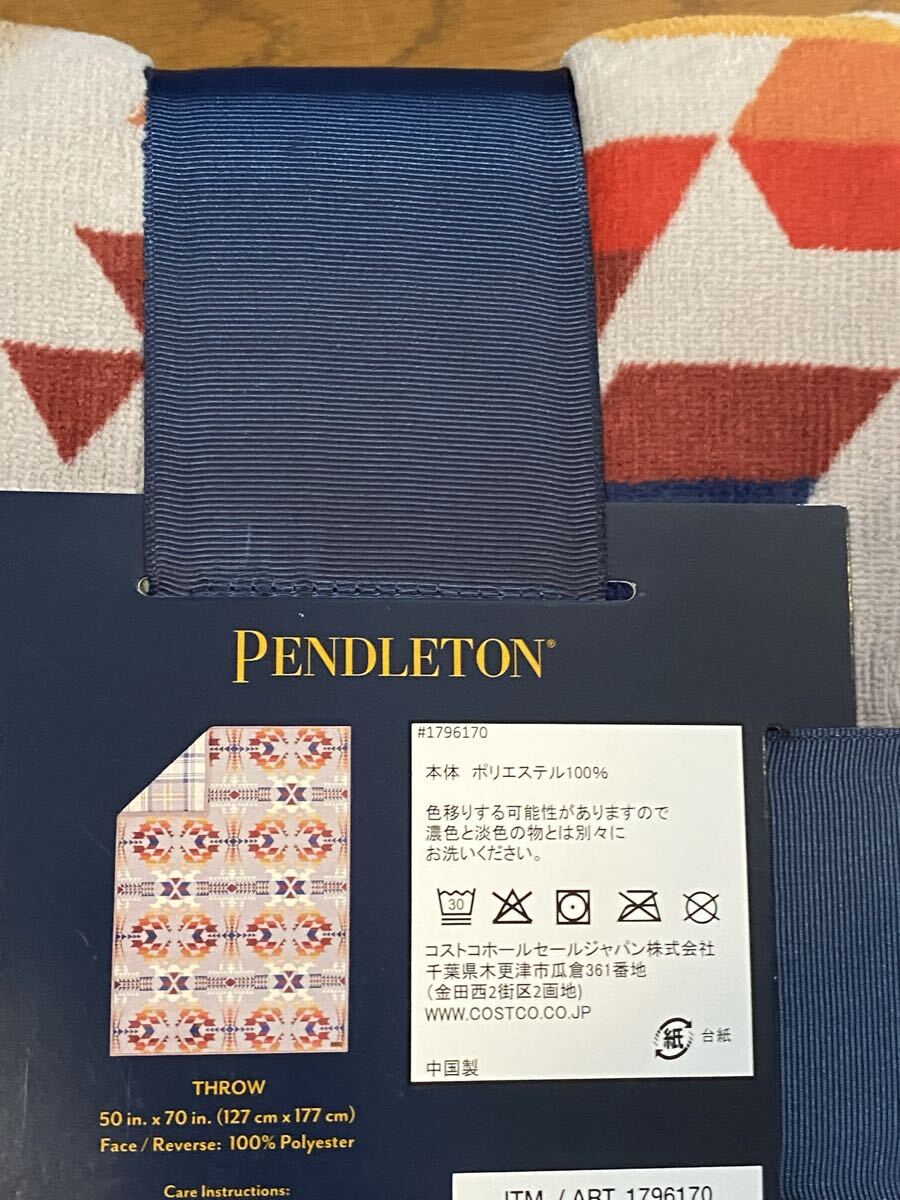 PENDLETON®
#1796170
本体 ポリエステル100%
色移りする可能性がありますので
濃色と淡色の物とは別々に
お洗いください。
30
コストコホールセールジャパン株式会社
千葉県木更津市瓜倉361番地
(金田西2街区2画地)
WWW.COSTCO.CO.JP
紙 台紙
中国製
THROW
50 in. x 70 in. (127 cm x 177 cm)
Face / Reverse: 100% Polyester
Care Instructions:
ITM. / ART. 1796170